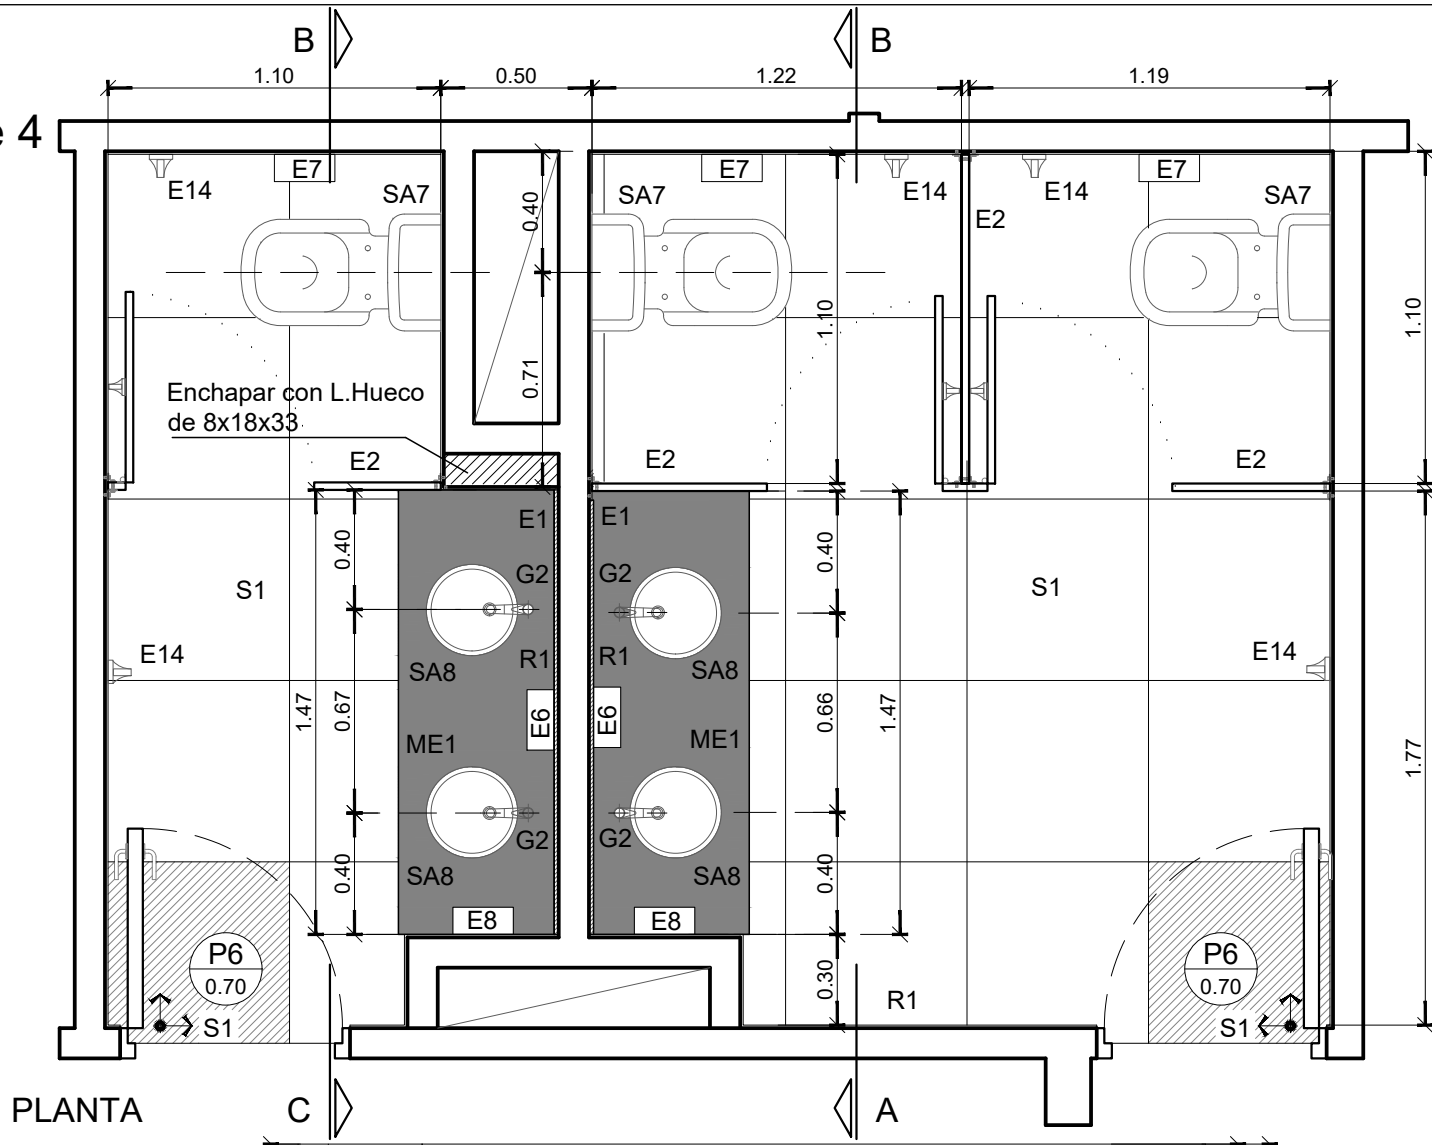 B
B
1.10
0.50
1.22
1.19
e 4
E7
E7
E7
E14
SA7
SA7
E14
E14
SA7
0.40
E2
1.10
1.10
0.71
Enchapar con L.Hueco
de 8x18x33
E2
E2
E2
E1
E1
0.40
0.40
G2
G2
S1
S1
E14
SA8
R1
R1
SA8
E14
1.47
0.67
E6
E6
0.66
1.47
ME1
ME1
1.77
G2
G2
0.40
SA8
SA8
0.40
E8
E8
P6
0.70
P6
0.70
0.30
R1
S1
S1
PLANTA
C
A